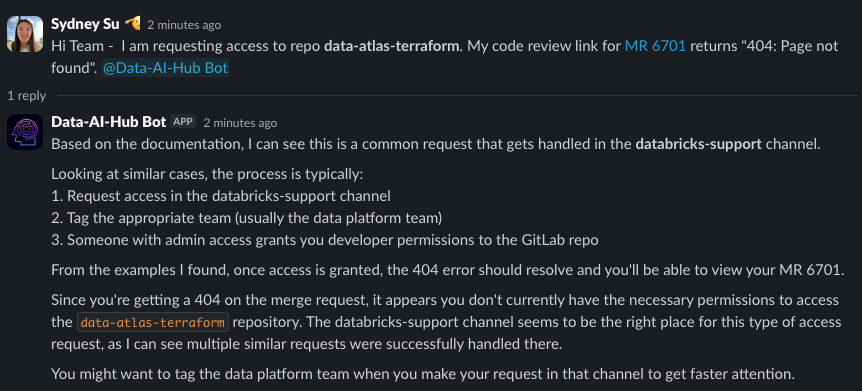 Sydney Su 2 minutes ago
Hi Team - I am requesting access to repo data-atlas-terraform. My code review link for MR 6701 returns "404: Page not
found". @Data-AI-Hub Bot
1 reply
Data-AI-Hub Bot APP 2 minutes ago
Based on the documentation, I can see this is a common request that gets handled in the databricks-support channel.
Looking at similar cases, the process is typically:
1. Request access in the databricks-support channel
2. Tag the appropriate team (usually the data platform team)
3. Someone with admin access grants you developer permissions to the GitLab repo
From the examples I found, once access is granted, the 404 error should resolve and you'll be able to view your MR 6701.
Since you're getting a 404 on the merge request, it appears you don't currently have the necessary permissions to access
the data-atlas-terraform repository. The databricks-support channel seems to be the right place for this type of access
request, as I can see multiple similar requests were successfully handled there.
You might want to tag the data platform team when you make your request in that channel to get faster attention.